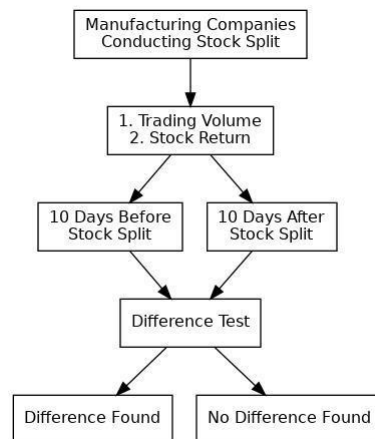 Manufacturing Companies
Conducting Stock Split
1. Trading Volume
2. Stock Return
10 Days Before
Stock Split
10 Days After
Stock Split
Difference Test
Difference Found
No Difference Found